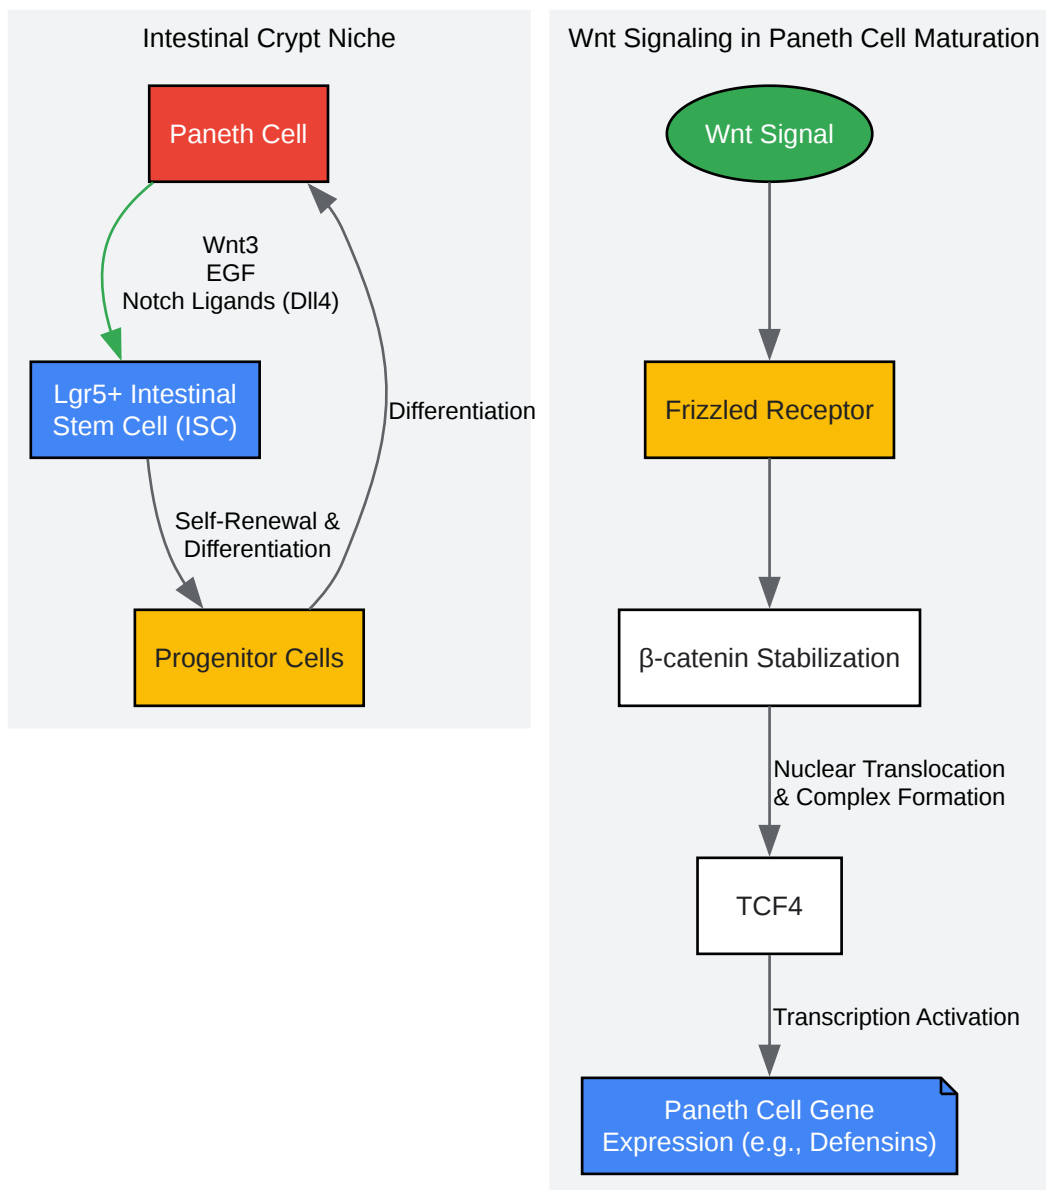 Intestinal Crypt Niche
Paneth Cell
Wnt3
EGF
Notch Ligands (Dll4)
Lgr5+ Intestinal
Stem Cell (ISC)
Differentiation
Self-Renewal &
Differentiation
Progenitor Cells
Wnt Signaling in Paneth Cell Maturation
Wnt Signal
Frizzled Receptor
β-catenin Stabilization
Nuclear Translocation
& Complex Formation
TCF4
Transcription Activation
Paneth Cell Gene
Expression (e.g., Defensins)